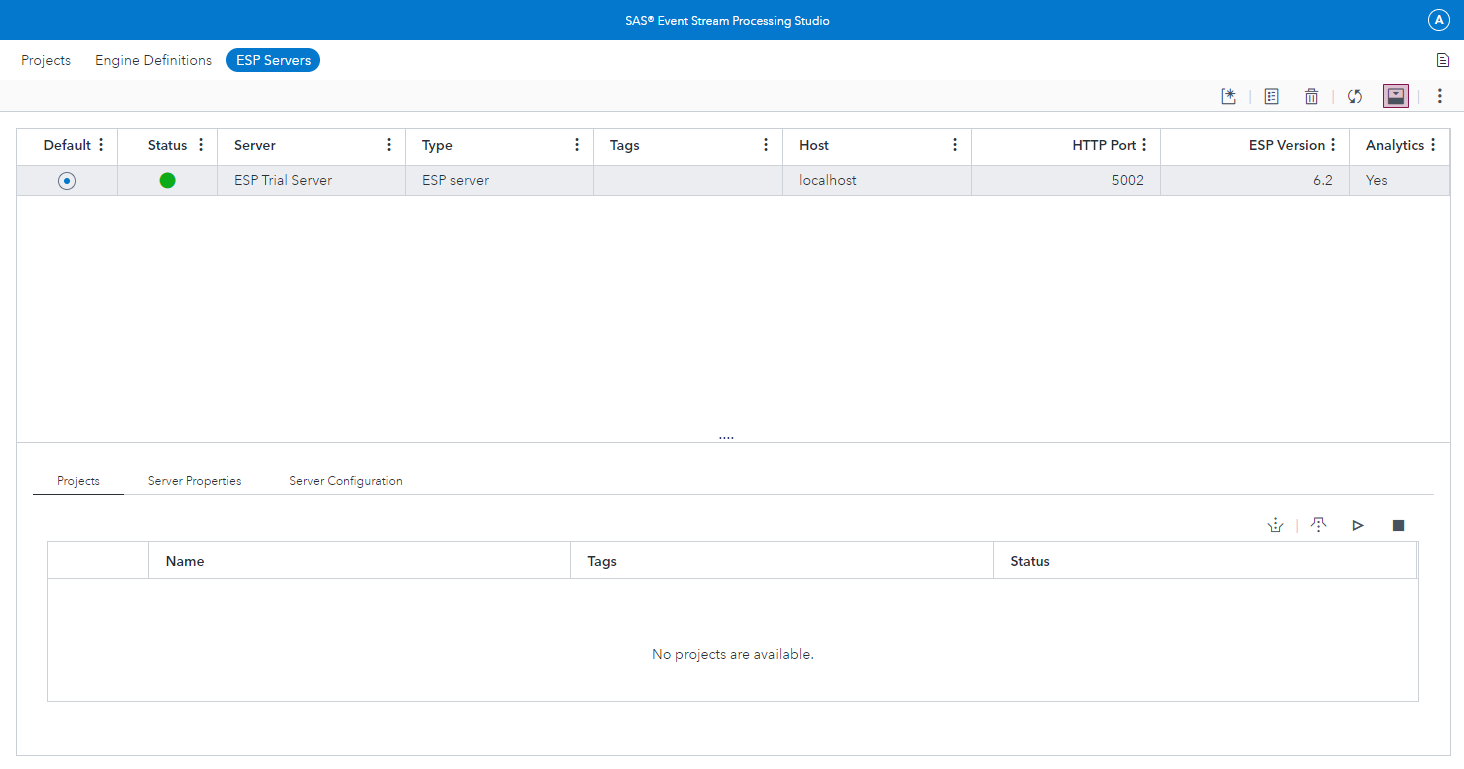 SAS® Event Stream Processing Studio
A
Projects Engine Definitions ESP Servers
Default Status Server Type Tags Host HTTP Port ESP Version Analytics
ESP Trial Server ESP server localhost 5002 6.2 Yes
Projects Server Properties Server Configuration
Name Tags Status
No projects are available.